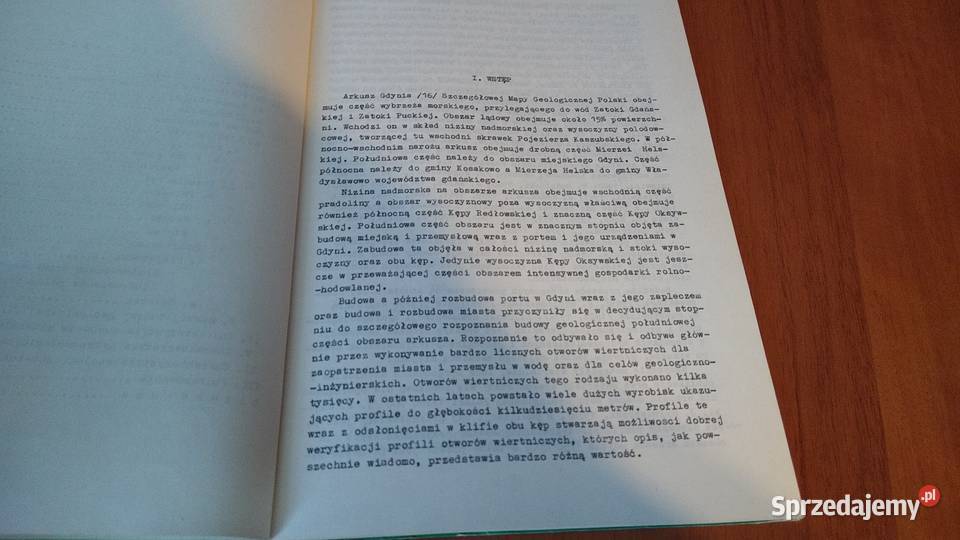 I. WSTĘP
Arkusz Gdynia /16/ Szczegółowej Mapy Geologicznej Polski obej-
muje część wybrzeża morskiego, przylegającego do wód Zatoki Gdańs-
kiej i Zatoki Puckiej. Obszar lądowy obejmuje około 15% powierzch-
ni. Wchodzi on w skład niziny nadmorskiej oraz wysoczyzny polodow-
cowej, tworzącej tu wschodni skrawek Pojezierza Kaszubskiego. W pół-
nocno-wschodnim narożu arkusz obejmuje drobną część Mierzei Hels-
kiej. Południowa część należy do obszaru miejskiego Gdyni. Część
północna należy do gminy Kosakowo a Mierzeja Helska do gminy Wła-
dysławowo województwa gdańskiego.
Nizina nadmorska na obszarze arkusza obejmuje wschodnią część
pradoliny a obszar wysoczyznowy poza wysoczyzną właściwą obejmuje
również północną część Kępy Redłowskiej i znaczną część Kępy Oksyw-
skiej. Południowa część obszaru jest w znacznym stopniu objęta za-
budową miejską i przemysłową wraz z portem i jego urządzeniami w
Gdyni. Zabudowa ta objęła w całości nizinę nadmorską i stoki wyso-
czyzny oraz obu kęp. Jedynie wysoczyzna Kępy Oksywskiej jest jesz-
cze w przeważającej części obszarem intensywnej gospodarki rolno-
-hodowlanej.
Budowa a później rozbudowa portu w Gdyni wraz z jego zapleczem
oraz budowa i rozbudowa miasta przyczyniły się w decydującym stop-
niu do szczegółowego rozpoznania budowy geologicznej południowej
części obszaru arkusza. Rozpoznanie to odbywało się i odbywa głów-
nie przez wykonywanie bardzo licznych otworów wiertniczych dla
zaopatrzenia miasta i przemysłu w wodę oraz dla celów geologiczno-
-inżynierskich. Otworów wiertniczych tego rodzaju wykonano kilka
tysięcy. W ostatnich latach powstało wiele dużych wyrobisk ukazu-
jących profile do głębokości kilkudziesięciu metrów. Profile te
wraz z odsłonięciami w klifie obu kęp stwarzają możliwości dobrej
weryfikacji profili otworów wiertniczych, których opis, jak pow-
szechnie wiadomo, przedstawia bardzo różną wartość.
Sprzedajemy.pl